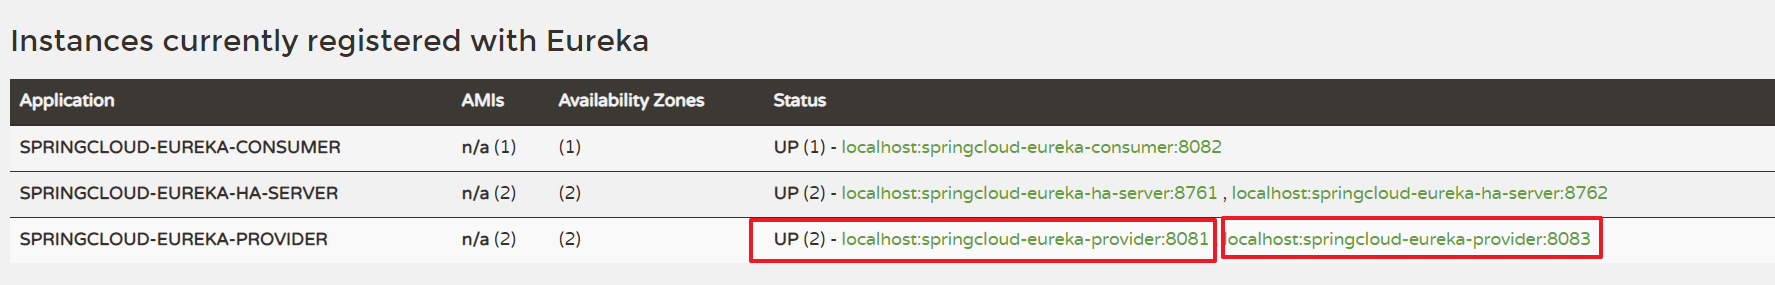 Instances currently registered with Eureka
Application AMIs Availability Zones Status
SPRINGCLOUD-EUREKA-CONSUMER n/a (1) (1) UP (1) - localhost:springcloud-eureka-consumer:8082
SPRINGCLOUD-EUREKA-HA-SERVER n/a (2) (2) UP (2) - localhost:springcloud-eureka-ha-server:8761 , localhost:springcloud-eureka-ha-server:8762
SPRINGCLOUD-EUREKA-PROVIDER n/a (2) (2) UP (2) - localhost:springcloud-eureka-provider:8081 , localhost:springcloud-eureka-provider:8083